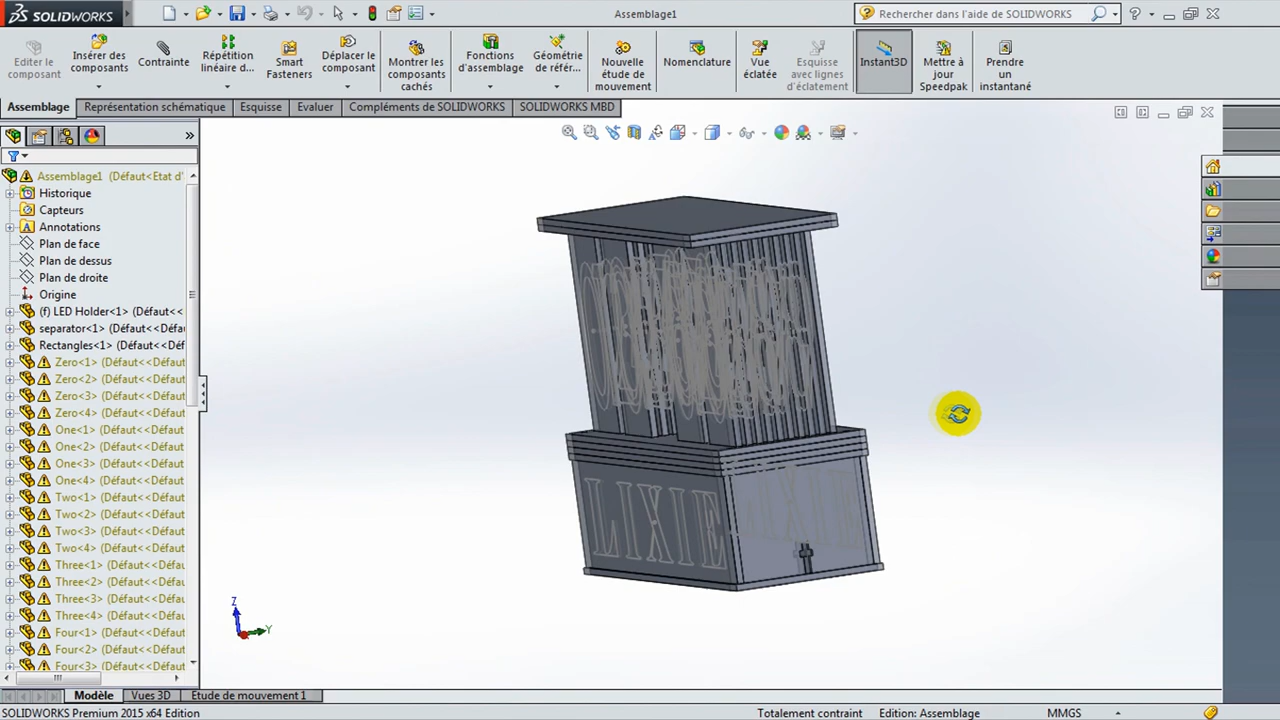 SOLIDWORKS
Assemblage1
Rechercher dans l'aide de SOLIDWORKS
Editer le composant
Insérer des composants
Contrainte
Répétition linéaire d...
Smart Fasteners
Déplacer le composant
Montrer les composants cachés
Fonctions d'assemblage
Géométrie de référ...
Nouvelle étude de mouvement
Nomenclature
Vue éclatée
Esquisse avec lignes d'éclatement
Instant3D
Mettre à jour Speedpak
Prendre un instantané
Assemblage
Représentation schématique
Esquisse
Evaluer
Compléments de SOLIDWORKS
SOLIDWORKS MBD
Assemblage1 (Défaut<Etat d'
Historique
Capteurs
Annotations
Plan de face
Plan de dessus
Plan de droite
Origine
(f) LED Holder<1> (Défaut<
separator<1> (Défaut<<Défa
Rectangles<1> (Défaut<<Déf
Zero<1> (Défaut<<Défaut
Zero<2> (Défaut<<Défaut
Zero<3> (Défaut<<Défaut
Zero<4> (Défaut<<Défaut
One<1> (Défaut<<Défaut
One<2> (Défaut<<Défaut
One<3> (Défaut<<Défaut
One<4> (Défaut<<Défaut
Two<1> (Défaut<<Défaut
Two<2> (Défaut<<Défaut
Two<3> (Défaut<<Défaut
Two<4> (Défaut<<Défaut
Three<1> (Défaut<<Défau
Three<2> (Défaut<<Défau
Three<3> (Défaut<<Défau
Three<4> (Défaut<<Défau
Four<1> (Défaut<<Défaut
Four<2> (Défaut<<Défaut
Four<3> (Défaut<<Défaut
LIXIE
LIXIE
Z
Y
Modèle
Vues 3D
Etude de mouvement 1
SOLIDWORKS Premium 2015 x64 Edition
Totalement contraint
Edition: Assemblage
MMGS